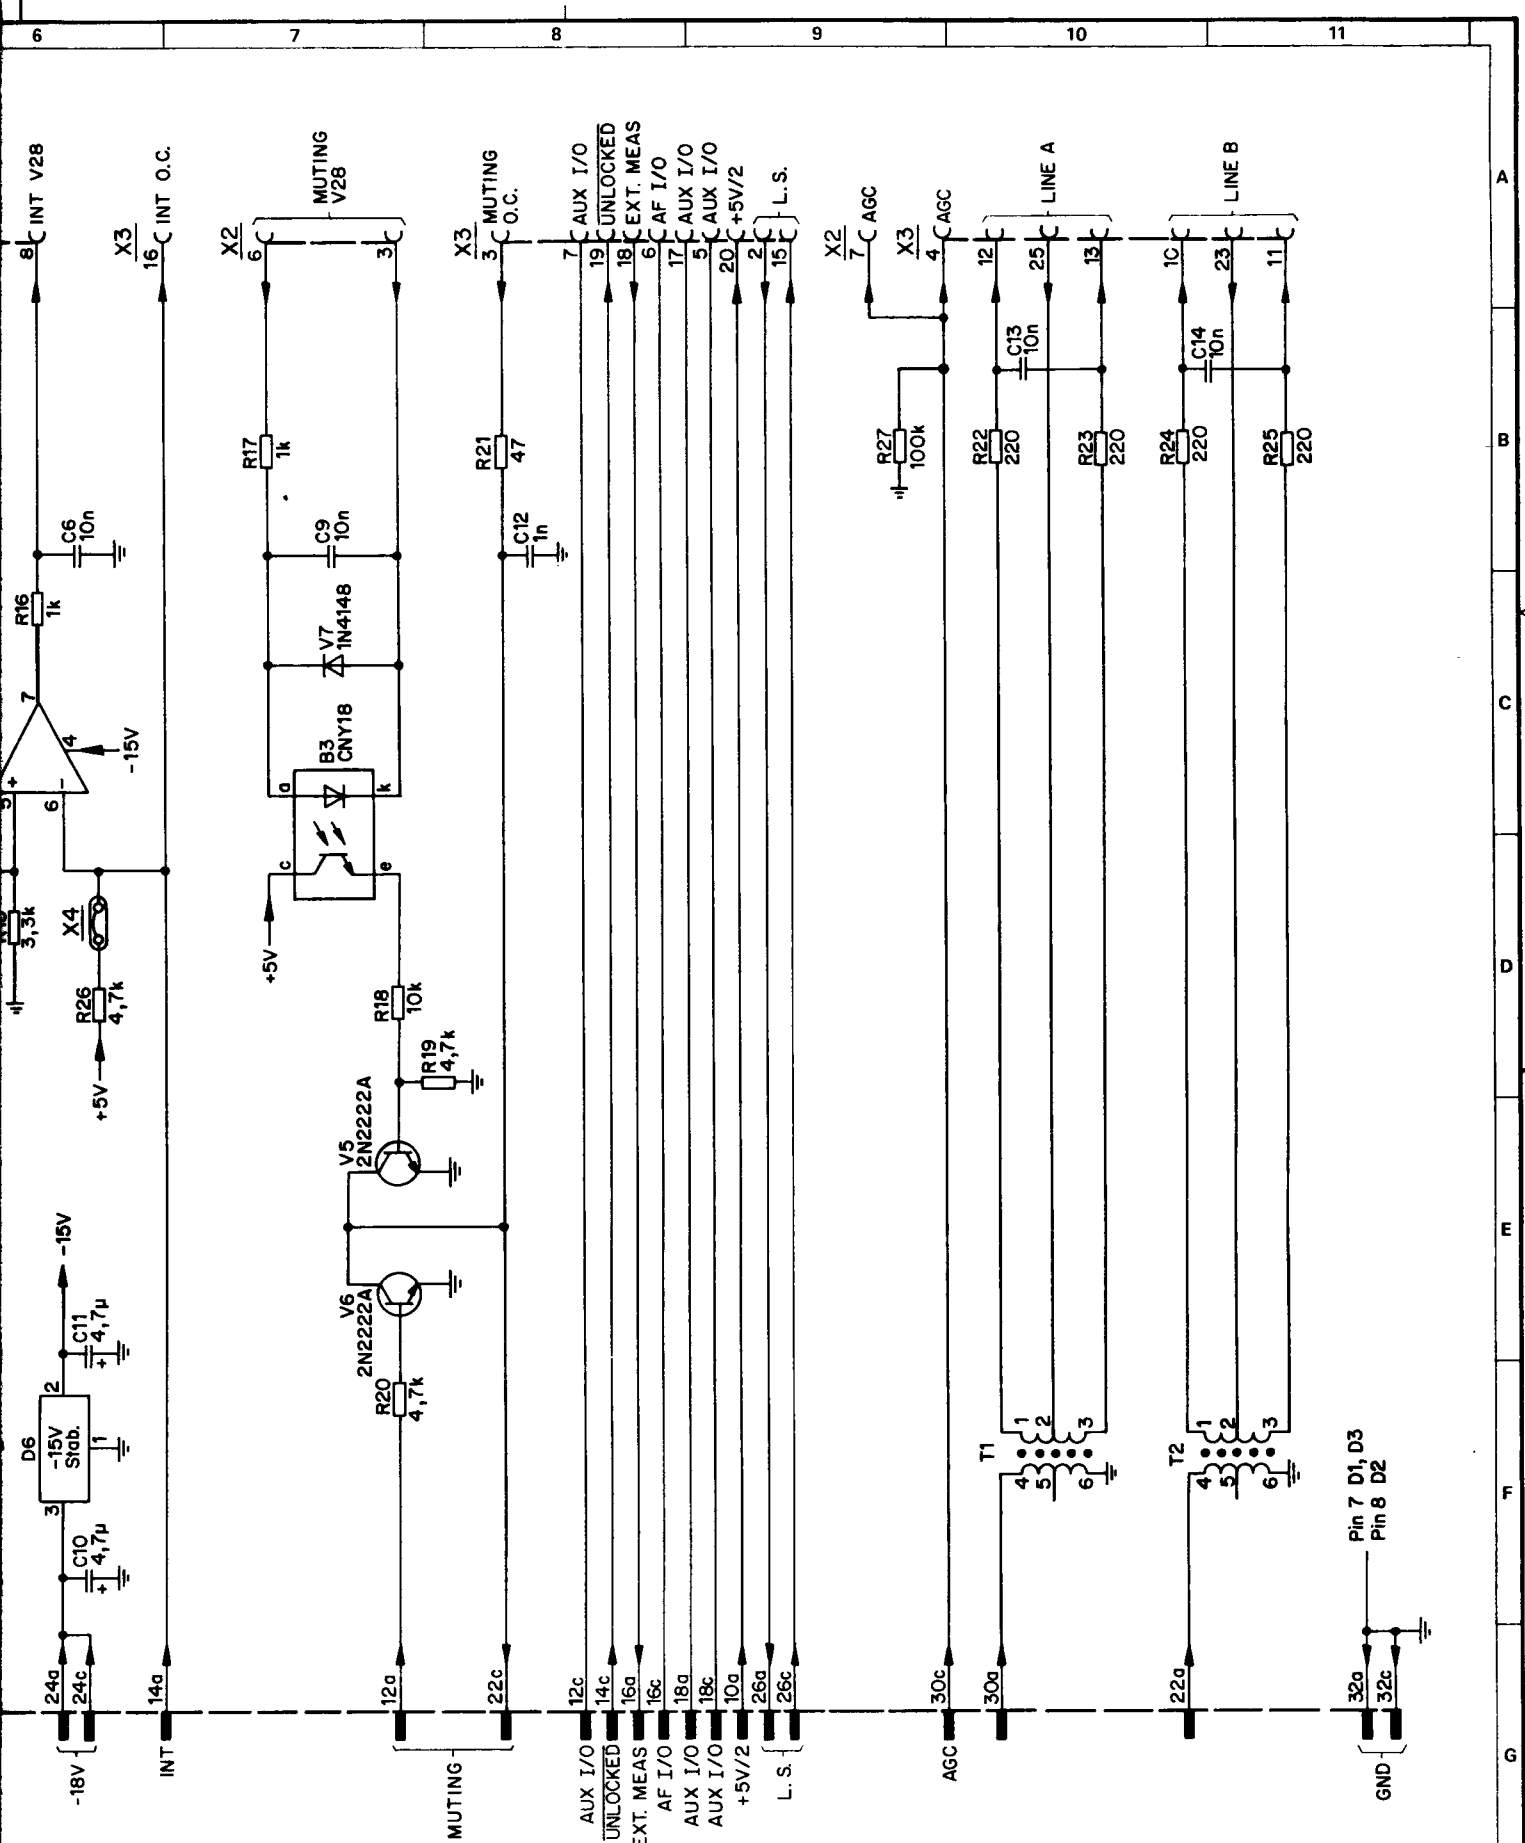 6 7 8 9 10 11
A
B
C
D
E
F
G
8
INT V28
X3
16
INT O.C.
X2
6
MUTING
V28
3
X3
3
MUTING
O.C.
7
AUX I/O
19
UNLOCKED
18
EXT. MEAS
6
AF I/O
17
AUX I/O
5
AUX I/O
20
+5V/2
2
15
L.S.
X2
7
AGC
X3
4
AGC
12
25
13
LINE A
10
23
11
LINE B
C13
10n
C14
10n
R17
1k
R21
47
R27
100k
R22
220
R23
220
R24
220
R25
220
C6
10n
C9
10n
C12
1n
R16
1k
V7
1N4148
7
4
-15V
+
-
5
6
B3
CNY18
a
k
c
e
+5V
3,3k
X4
R26
4,7k
+5V
R18
10k
R19
4,7k
V5
2N2222A
V6
2N2222A
R20
4,7k
-15V
C11
4,7µ
+
2
D6
-15V
Stab.
1
3
C10
4,7µ
+
T1
1
2
3
4
5
6
T2
1
2
3
4
5
6
Pin 7 D1, D3
Pin 8 D2
24a
24c
14a
12a
22c
12c
14c
16a
16c
18a
18c
10a
26a
26c
30c
30a
22a
32a
32c
-18V
INT
MUTING
AUX I/O
UNLOCKED
EXT. MEAS
AF I/O
AUX I/O
AUX I/O
+5V/2
L.S.
AGC
GND